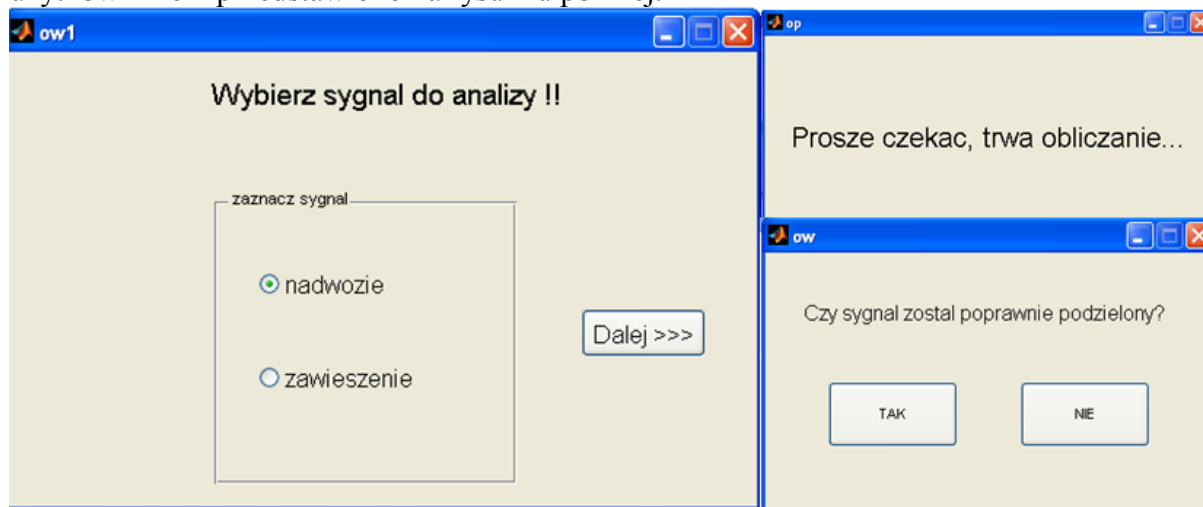 ow1
Wybierz sygnal do analizy !!
zaznacz sygnal
nadwozie
zawieszenie
Dalej >>>
op
Prosze czekac, trwa obliczanie...
ow
Czy sygnal zostal poprawnie podzielony?
TAK
NIE